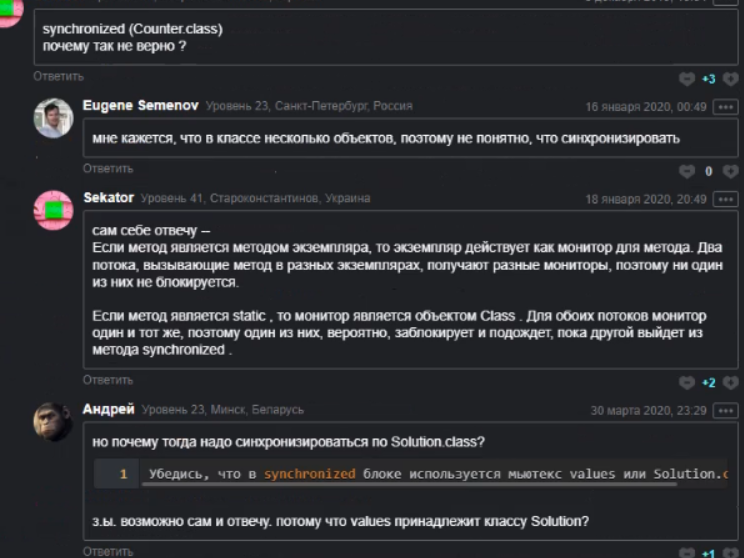 synchronized (Counter.class)
почему так не верно ?
Ответить
+3
Eugene Semenov Уровень 23, Санкт-Петербург, Россия
16 января 2020, 00:49
мне кажется, что в классе несколько объектов, поэтому не понятно, что синхронизировать
Ответить
0
Sekator Уровень 41, Староконстантинов, Украина
18 января 2020, 20:49
сам себе отвечу --
Если метод является методом экземпляра, то экземпляр действует как монитор для метода. Два
потока, вызывающие метод в разных экземплярах, получают разные мониторы, поэтому ни один
из них не блокируется.
Если метод является static , то монитор является объектом Class . Для обоих потоков монитор
один и тот же, поэтому один из них, вероятно, заблокирует и подождет, пока другой выйдет из
метода synchronized .
Ответить
+2
Андрей Уровень 23, Минск, Беларусь
30 марта 2020, 23:29
но почему тогда надо синхронизироваться по Solution.class?
1 Убедись, что в synchronized блоке используется мьютекс values или Solution.c
з.ы. возможно сам и отвечу. потому что values принадлежит классу Solution?
Ответить
+1